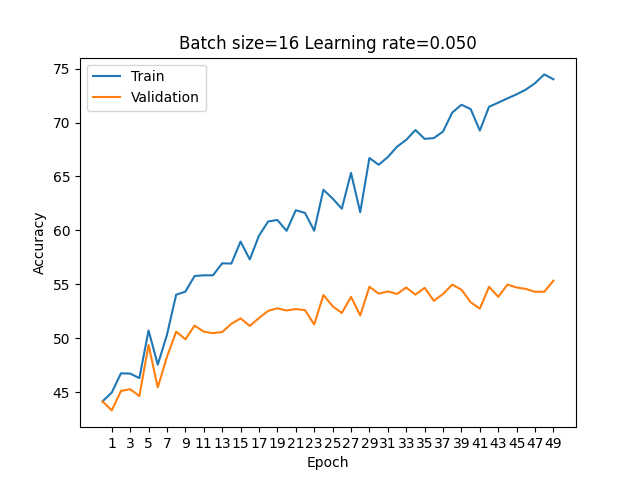 Batch size=16 Learning rate=0.050
Train
Validation
Accuracy
75
70
65
60
55
50
45
1 3 5 7 9 11 13 15 17 19 21 23 25 27 29 31 33 35 37 39 41 43 45 47 49
Epoch